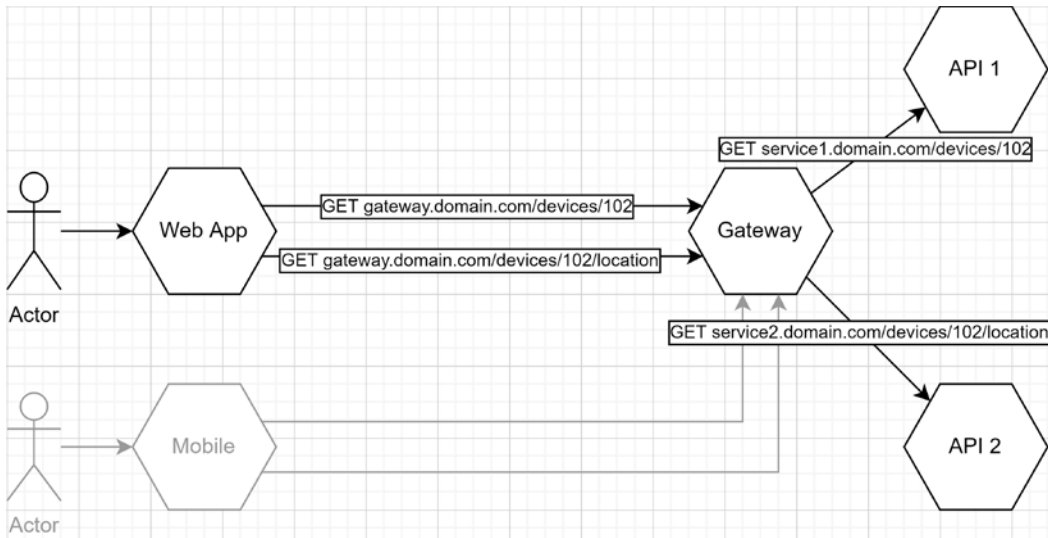 API 1
GET service1.domain.com/devices/102
GET gateway.domain.com/devices/102
Web App
Gateway
GET gateway.domain.com/devices/102/location
Actor
GET service2.domain.com/devices/102/location
Mobile
API 2
Actor